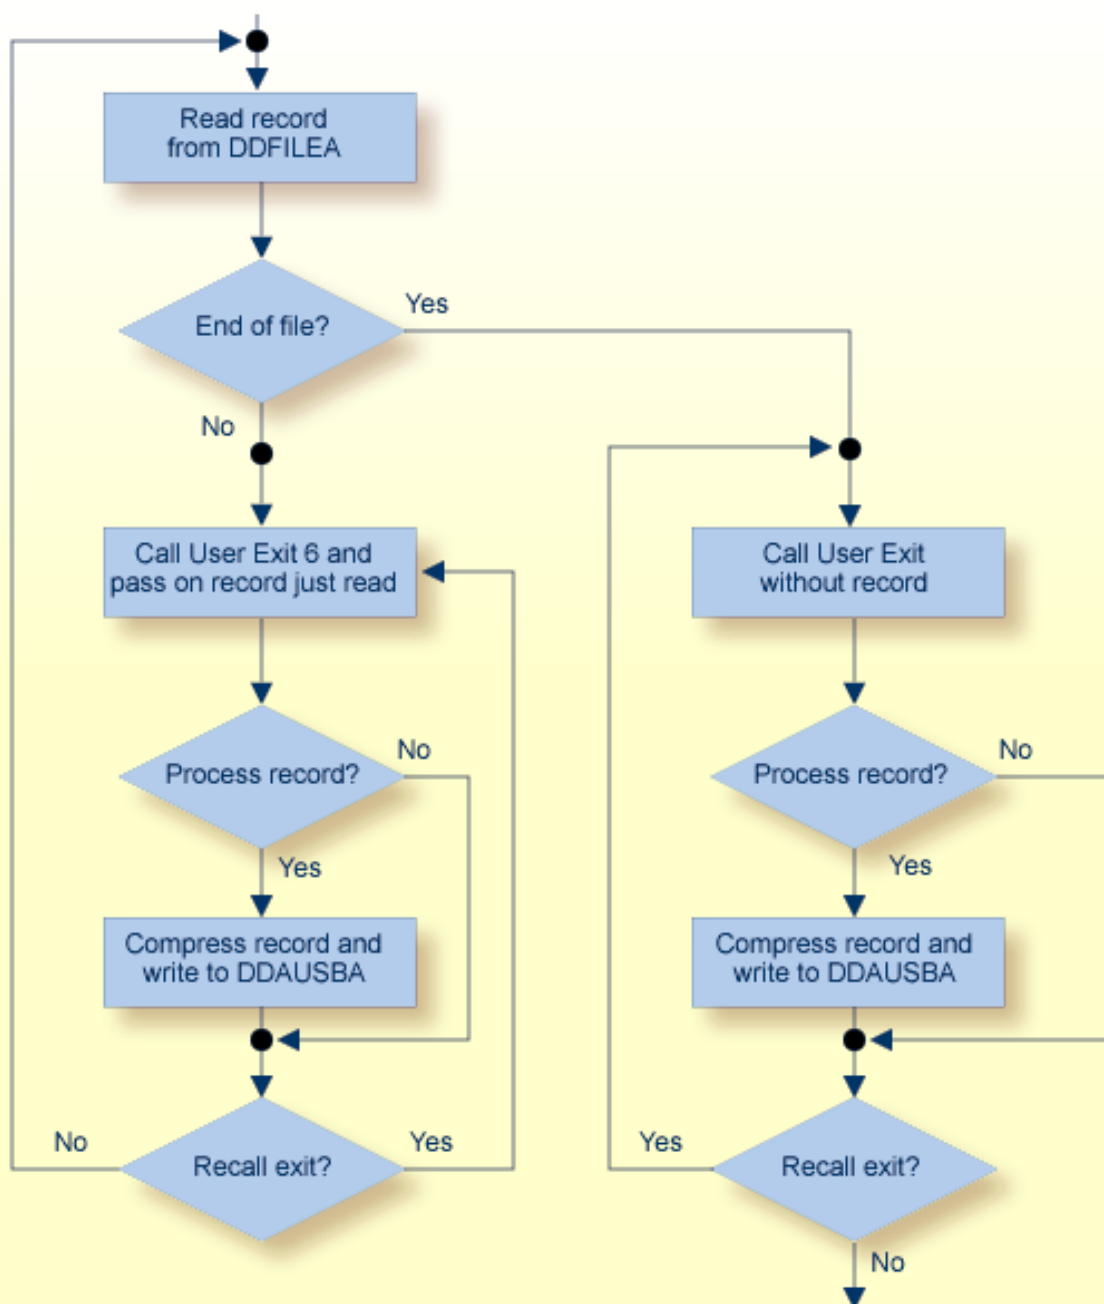 Read record
from DDFILEA
End of file?
Yes
No
Call User Exit 6 and
pass on record just read
Call User Exit
without record
Process record?
No
Process record?
No
Yes
Yes
Compress record and
write to DDAUSBA
Compress record and
write to DDAUSBA
No
Recall exit?
Yes
Yes
Recall exit?
No